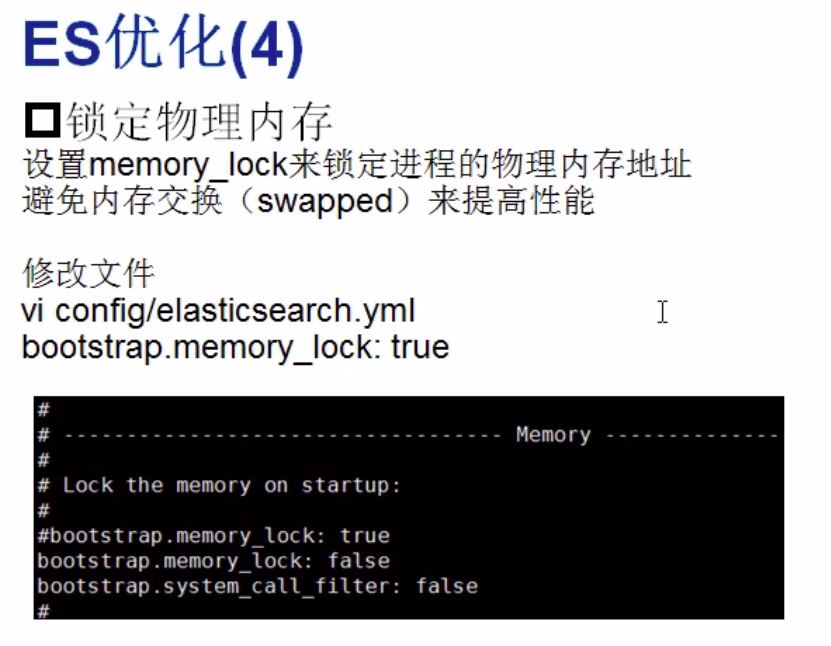 ES优化(4)
锁定物理内存
设置memory_lock来锁定进程的物理内存地址
避免内存交换（swapped）来提高性能
修改文件
vi config/elasticsearch.yml
bootstrap.memory_lock: true
#
# ----------------------------------- Memory --------------
#
# Lock the memory on startup:
#
#bootstrap.memory_lock: true
bootstrap.memory_lock: false
bootstrap.system_call_filter: false
#